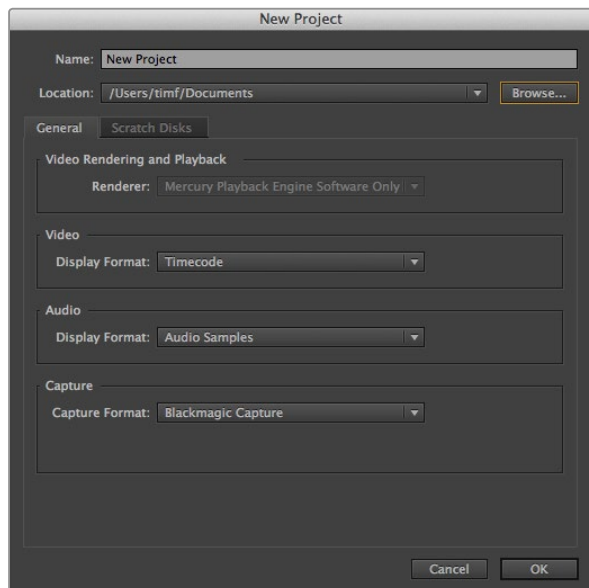 New Project
Name: New Project
Location: /Users/timf/Documents Browse...
General Scratch Disks
Video Rendering and Playback
Renderer: Mercury Playback Engine Software Only
Video
Display Format: Timecode
Audio
Display Format: Audio Samples
Capture
Capture Format: Blackmagic Capture
Cancel OK